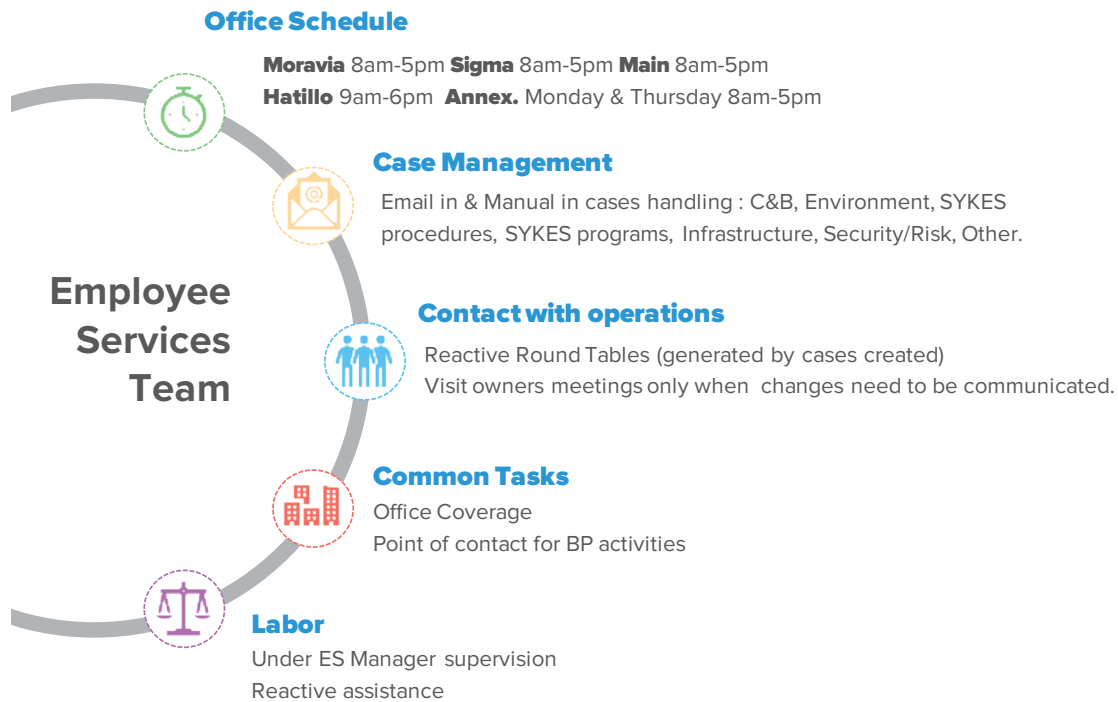 Office Schedule
Moravia 8am-5pm Sigma 8am-5pm Main 8am-5pm
Hatillo 9am-6pm Annex. Monday & Thursday 8am-5pm
Case Management
@
Email in & Manual in cases handling : C&B, Environment, SYKES
procedures, SYKES programs, Infrastructure, Security/Risk, Other.
Employee
Services
Team
Contact with operations
Reactive Round Tables (generated by cases created)
Visit owners meetings only when changes need to be communicated.
Common Tasks
Office Coverage
Point of contact for BP activities
Labor
Under ES Manager supervision
Reactive assistance